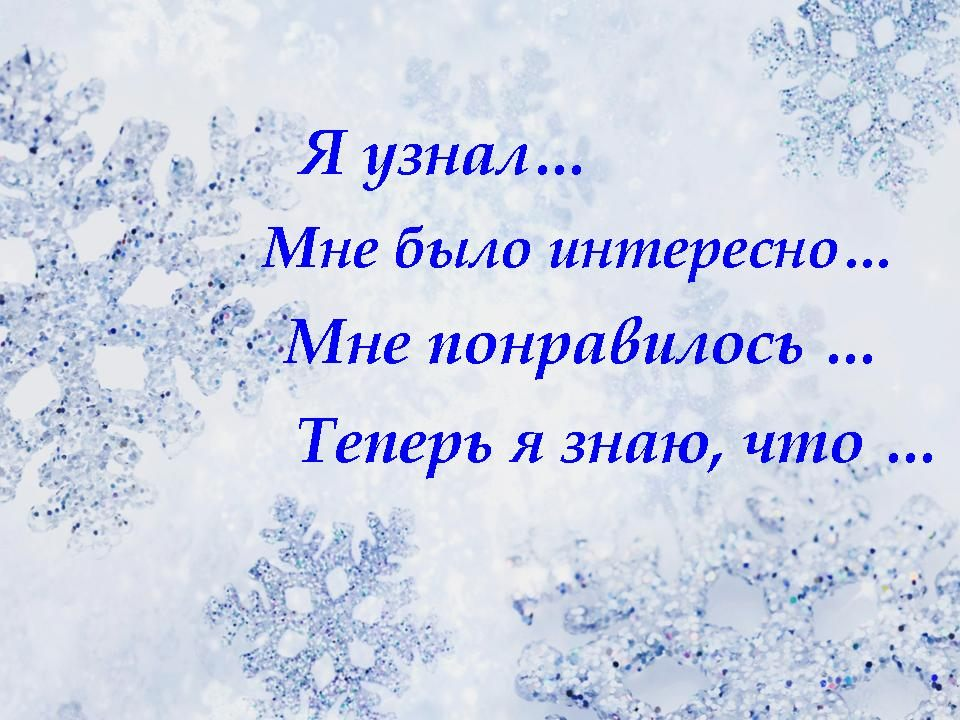 Я узнал…
Мне было интересно…
Мне понравилось …
Теперь я знаю, что …